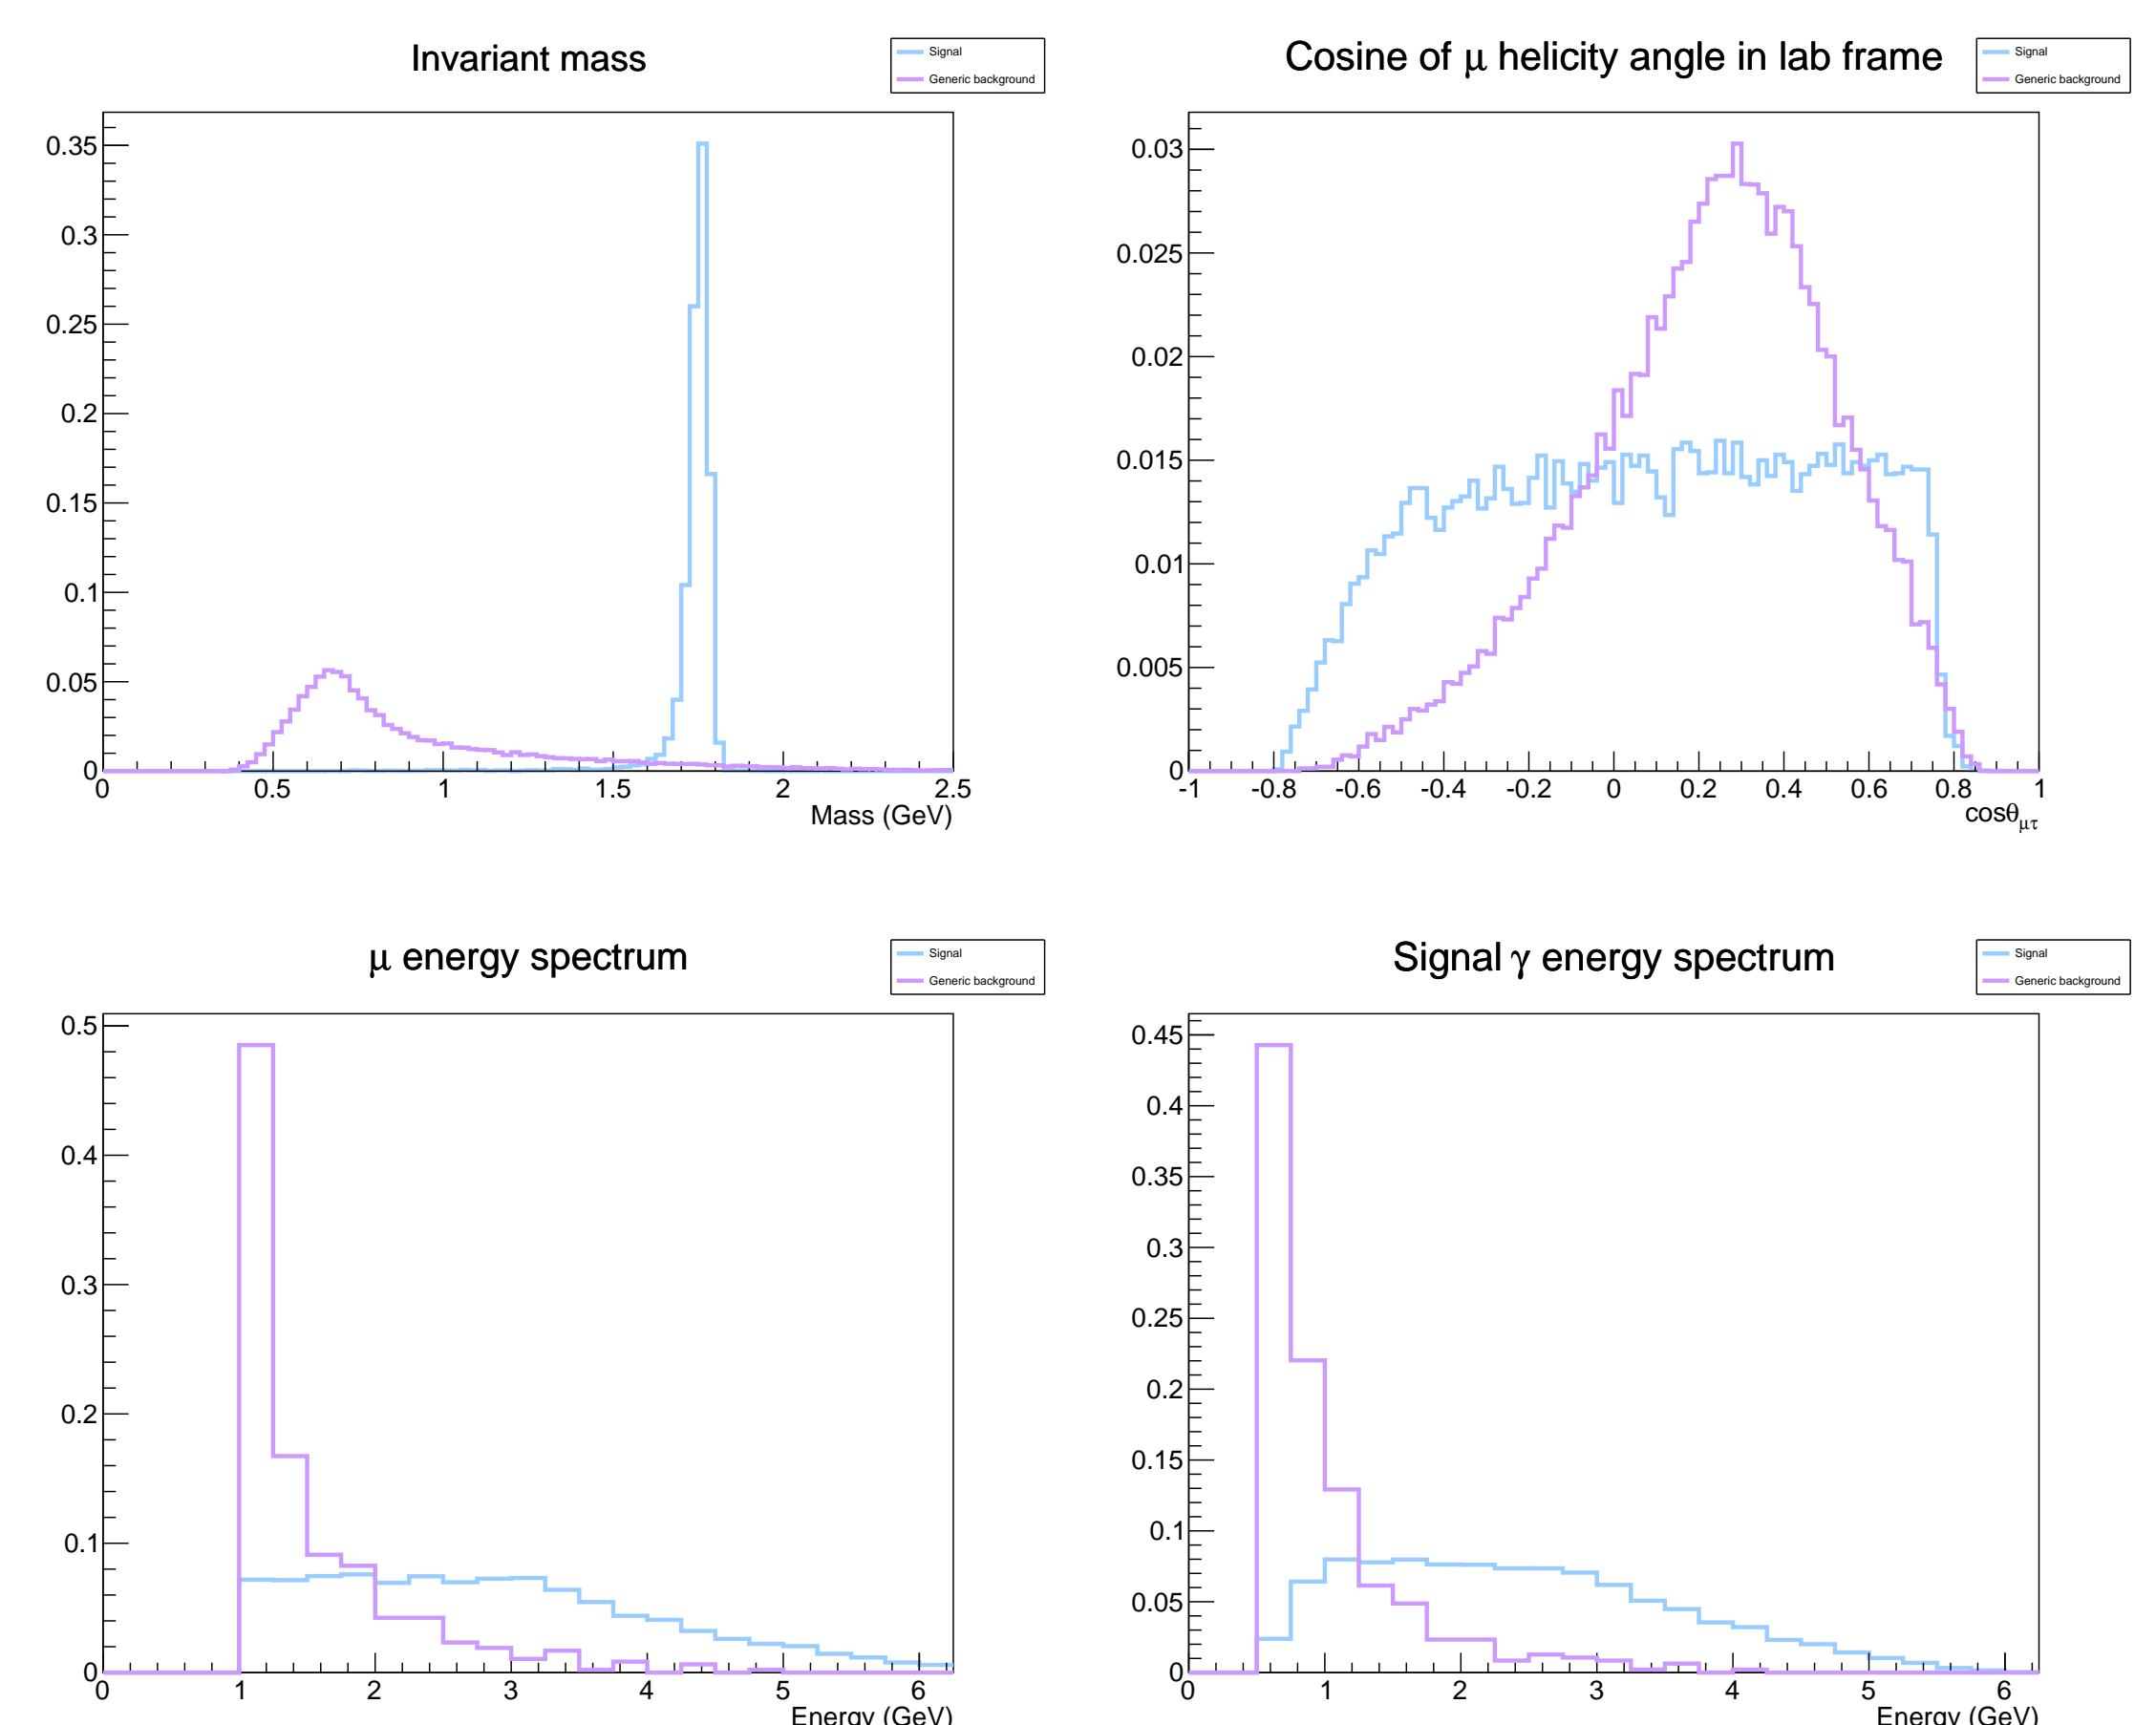 Invariant mass
Signal
Generic background
0.35
0.3
0.25
0.2
0.15
0.1
0.05
0
0 0.5 1 1.5 2 2.5
Mass (GeV)
Cosine of μ helicity angle in lab frame
Signal
Generic background
0.03
0.025
0.02
0.015
0.01
0.005
0
-1 -0.8 -0.6 -0.4 -0.2 0 0.2 0.4 0.6 0.8 1
cosθμτ
μ energy spectrum
Signal
Generic background
0.5
0.4
0.3
0.2
0.1
0
0 1 2 3 4 5 6
Energy (GeV)
Signal γ energy spectrum
Signal
Generic background
0.45
0.4
0.35
0.3
0.25
0.2
0.15
0.1
0.05
0
0 1 2 3 4 5 6
Energy (GeV)